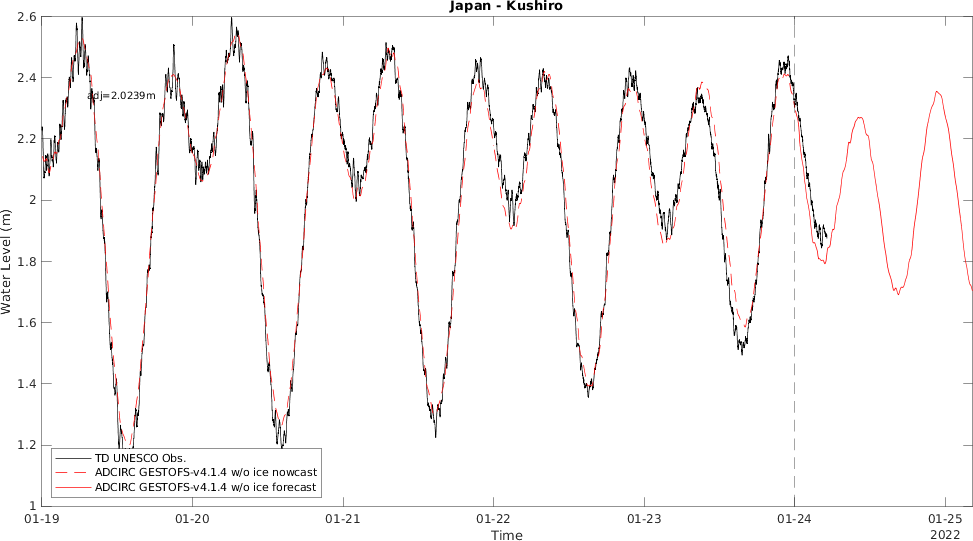 Japan - Kushiro
2.6
2.4
adj=2.0239m
2.2
2
1.8
1.6
1.4
1.2
1
Water Level (m)
TD UNESCO Obs.
ADCIRC GESTOFS-v4.1.4 w/o ice nowcast
ADCIRC GESTOFS-v4.1.4 w/o ice forecast
01-19 01-20 01-21 01-22 01-23 01-24 01-25
Time 2022